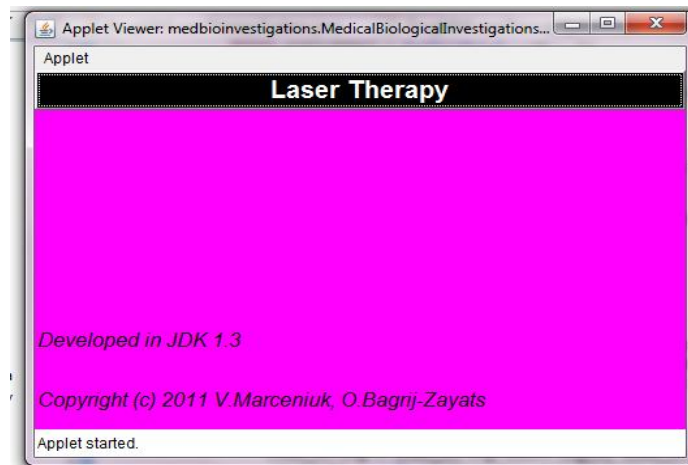 Applet Viewer: medbioinvestigations.MedicalBiologicalInvestigations...
Applet
Laser Therapy
Developed in JDK 1.3
Copyright (c) 2011 V.Marceniuk, O.Bagrij-Zayats
Applet started.